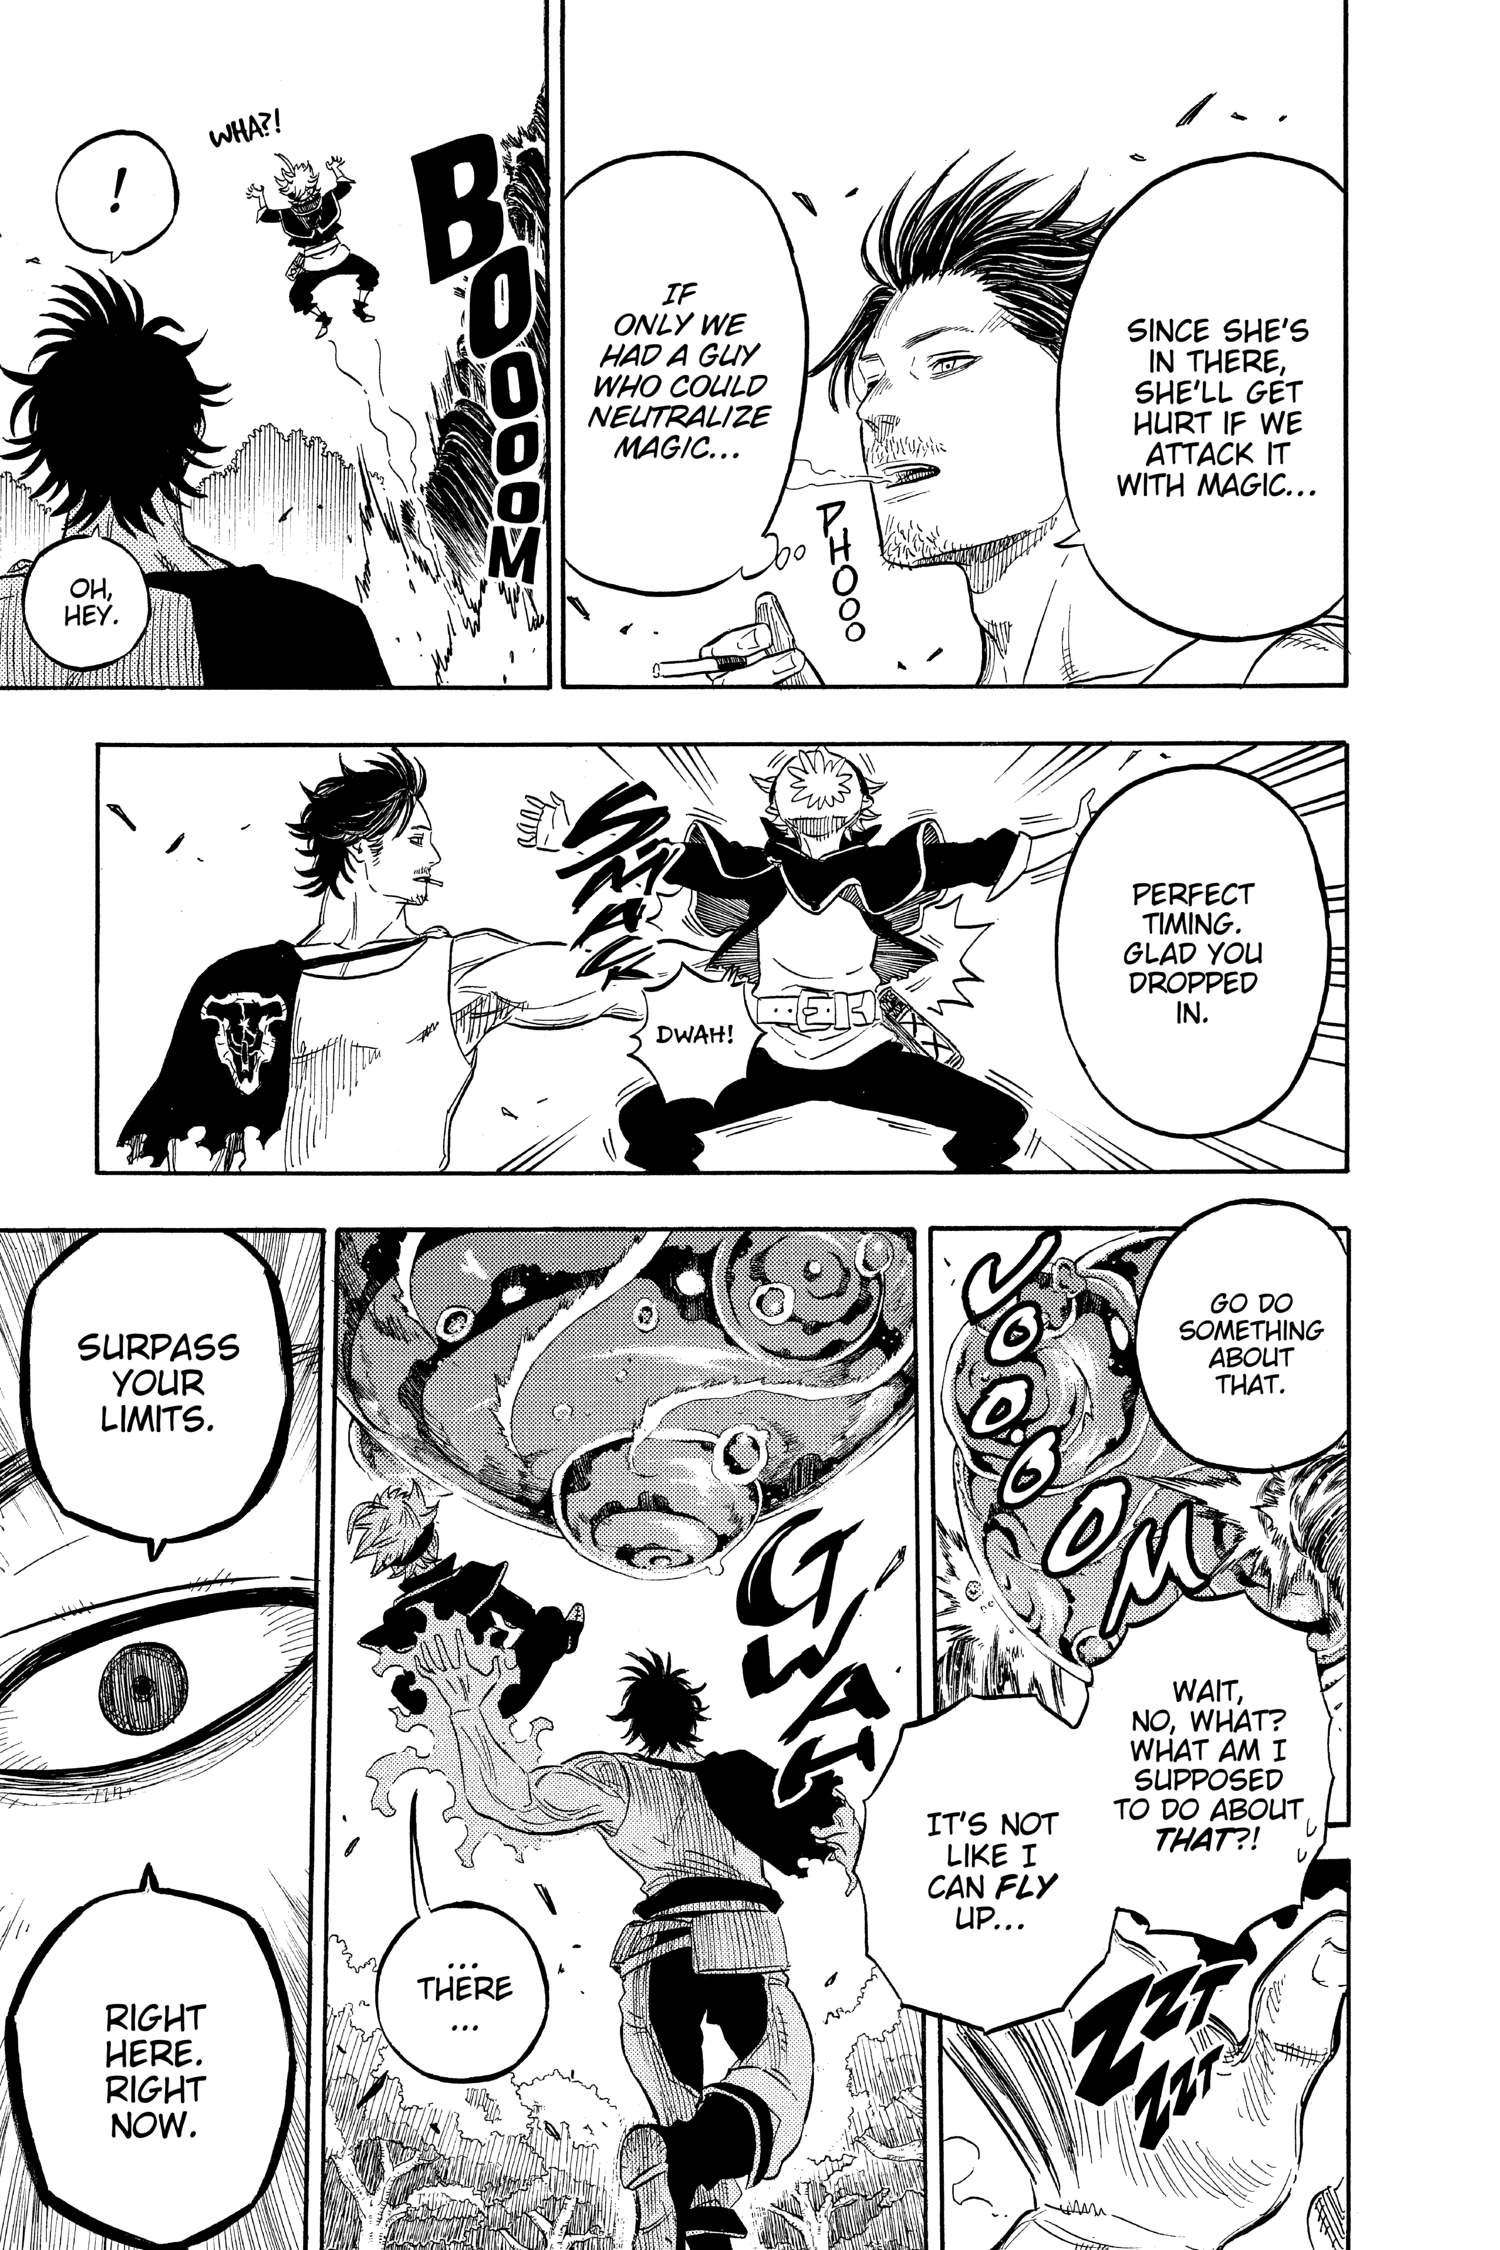 SINCE SHE'S
IN THERE,
SHE'LL GET
HURT IF WE
ATTACK IT
WITH MAGIC...
PHOOO
IF
ONLY WE
HAD A GUY
WHO COULD
NEUTRALIZE
MAGIC...
BOOOOM
WHA?!
!
OH,
HEY.
PERFECT
TIMING.
GLAD YOU
DROPPED
IN.
SMAK
DWAH!
GO DO
SOMETHING
ABOUT
THAT.
VOOOOM
WAIT,
NO, WHAT?
WHAT AM I
SUPPOSED
TO DO ABOUT
THAT?!
IT'S NOT
LIKE I
CAN FLY
UP...
ZZT
ZZT
GWAH
...
THERE
...
SURPASS
YOUR
LIMITS.
RIGHT
HERE.
RIGHT
NOW.